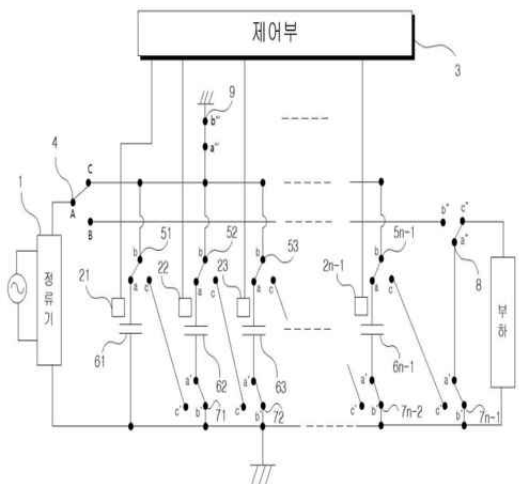 제어부
3
9
b'''
a'''
4
C
A
B
1
정류기
21
51
b
a
c
61
22
52
b
a
c
62
23
53
b
a
c
63
2n-1
5n-1
b
a
c
6n-1
b"
c"
a"
8
부하
c'
a'
b'
71
c'
a'
b'
72
c'
a'
b'
7n-2
c'
a'
b'
7n-1